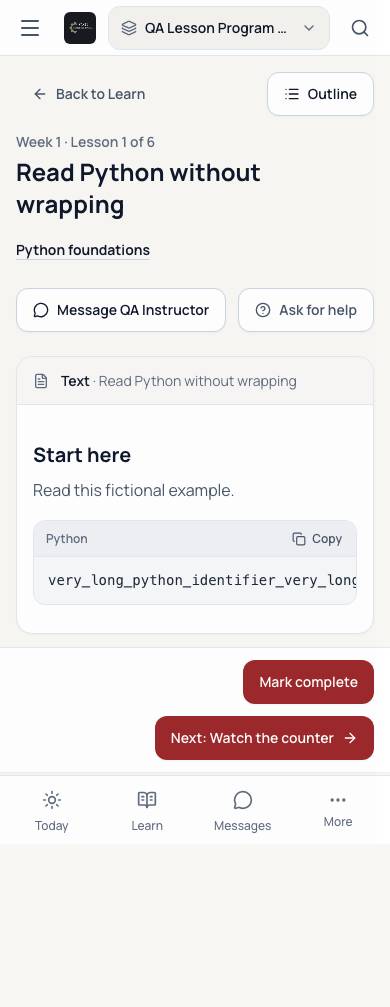 QA Lesson Program ...
Back to Learn
Outline
Week 1 · Lesson 1 of 6
Read Python without
wrapping
Python foundations
Message QA Instructor
Ask for help
Text · Read Python without wrapping
Start here
Read this fictional example.
Python
Copy
very_long_python_identifier_very_long
Mark complete
Next: Watch the counter
Today
Learn
Messages
More